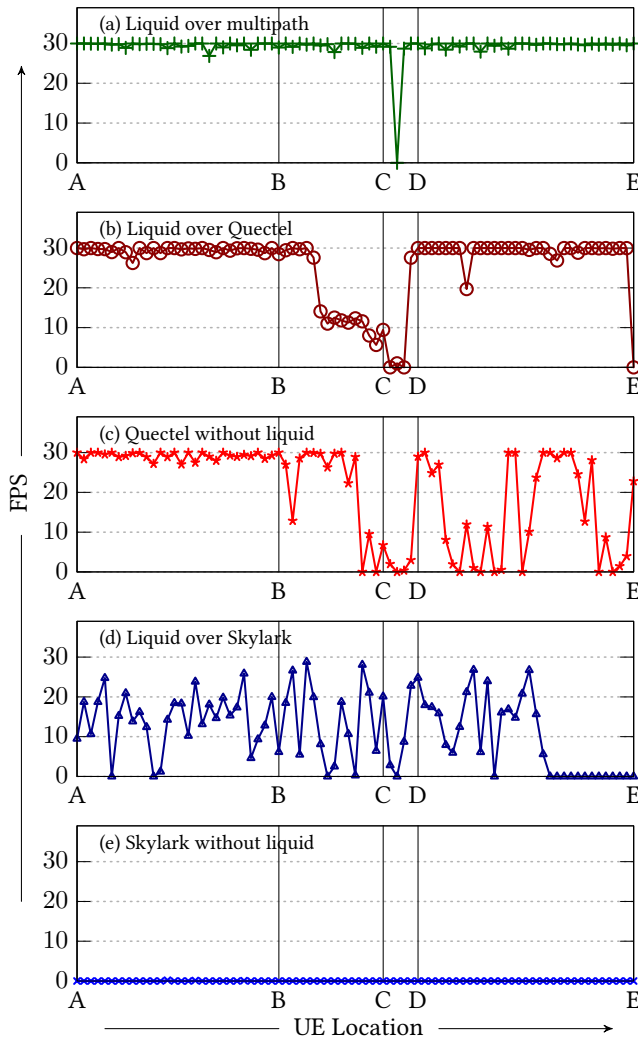 (a) Liquid over multipath
30
20
10
0
A B C D E
(b) Liquid over Quectel
30
20
10
0
A B C D E
(c) Quectel without liquid
30
20
10
0
A B C D E
(d) Liquid over Skylark
30
20
10
0
A B C D E
(e) Skylark without liquid
30
20
10
0
A B C D E
FPS
UE Location